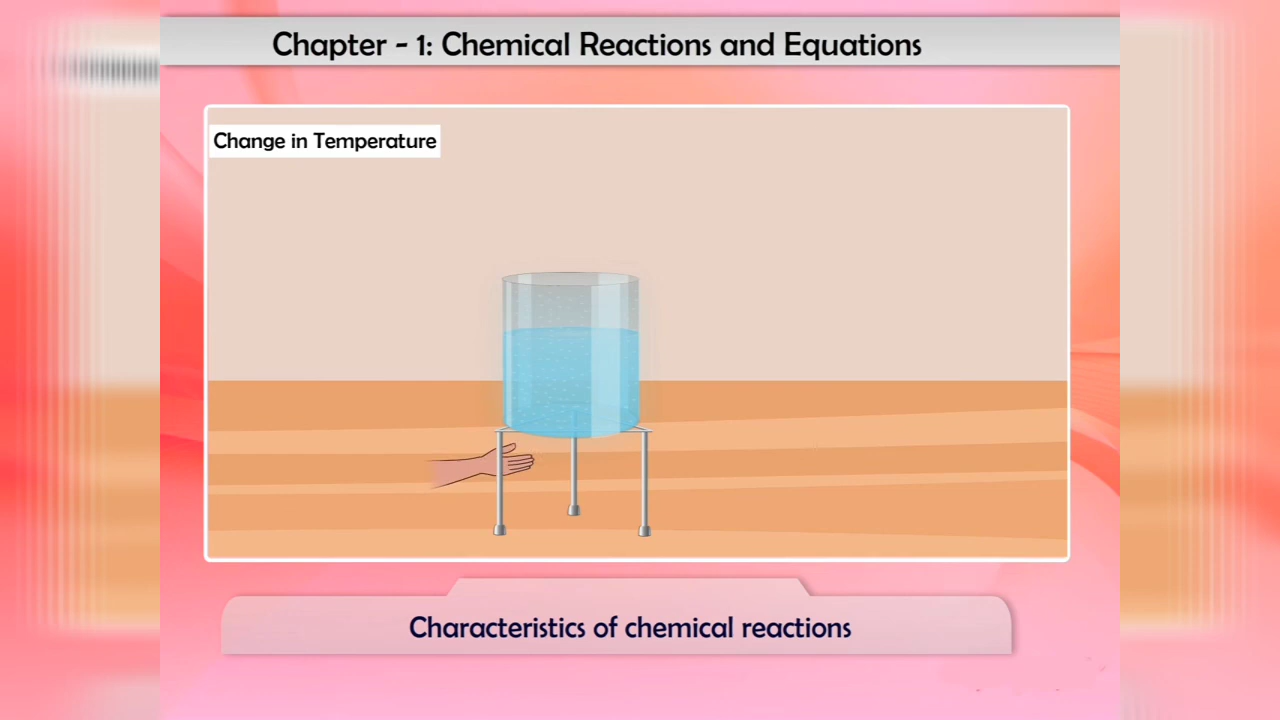 Chapter - 1: Chemical Reactions and Equations
Change in Temperature
Characteristics of chemical reactions